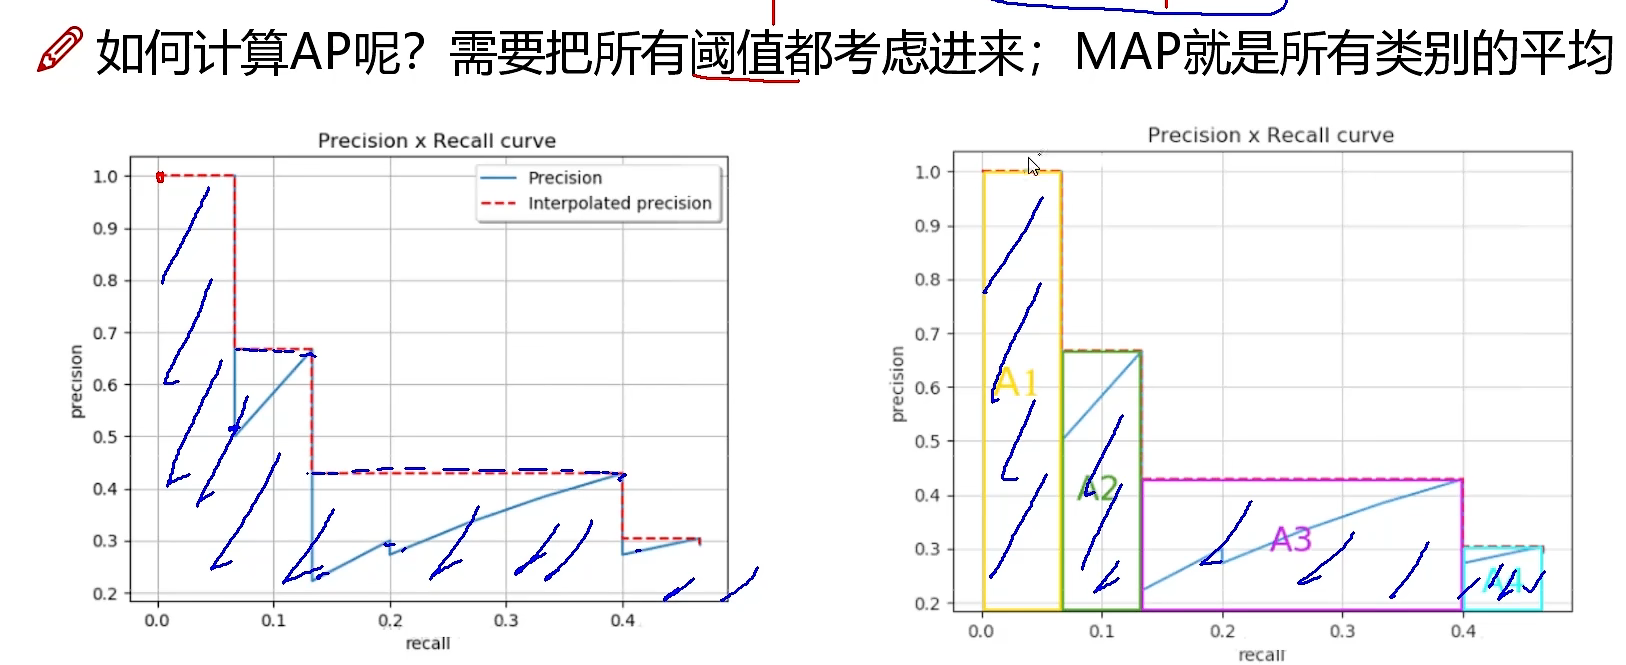 如何计算AP呢？需要把所有阈值都考虑进来；MAP就是所有类别的平均
Precision x Recall curve
Precision
Interpolated precision
1.0
0.9
0.8
0.7
0.6
0.5
0.4
0.3
0.2
precision
0.0 0.1 0.2 0.3 0.4
recall
Precision x Recall curve
1.0
0.9
0.8
0.7
0.6
0.5
0.4
0.3
0.2
precision
A1
A2
A3
A4
0.0 0.1 0.2 0.3 0.4
recall